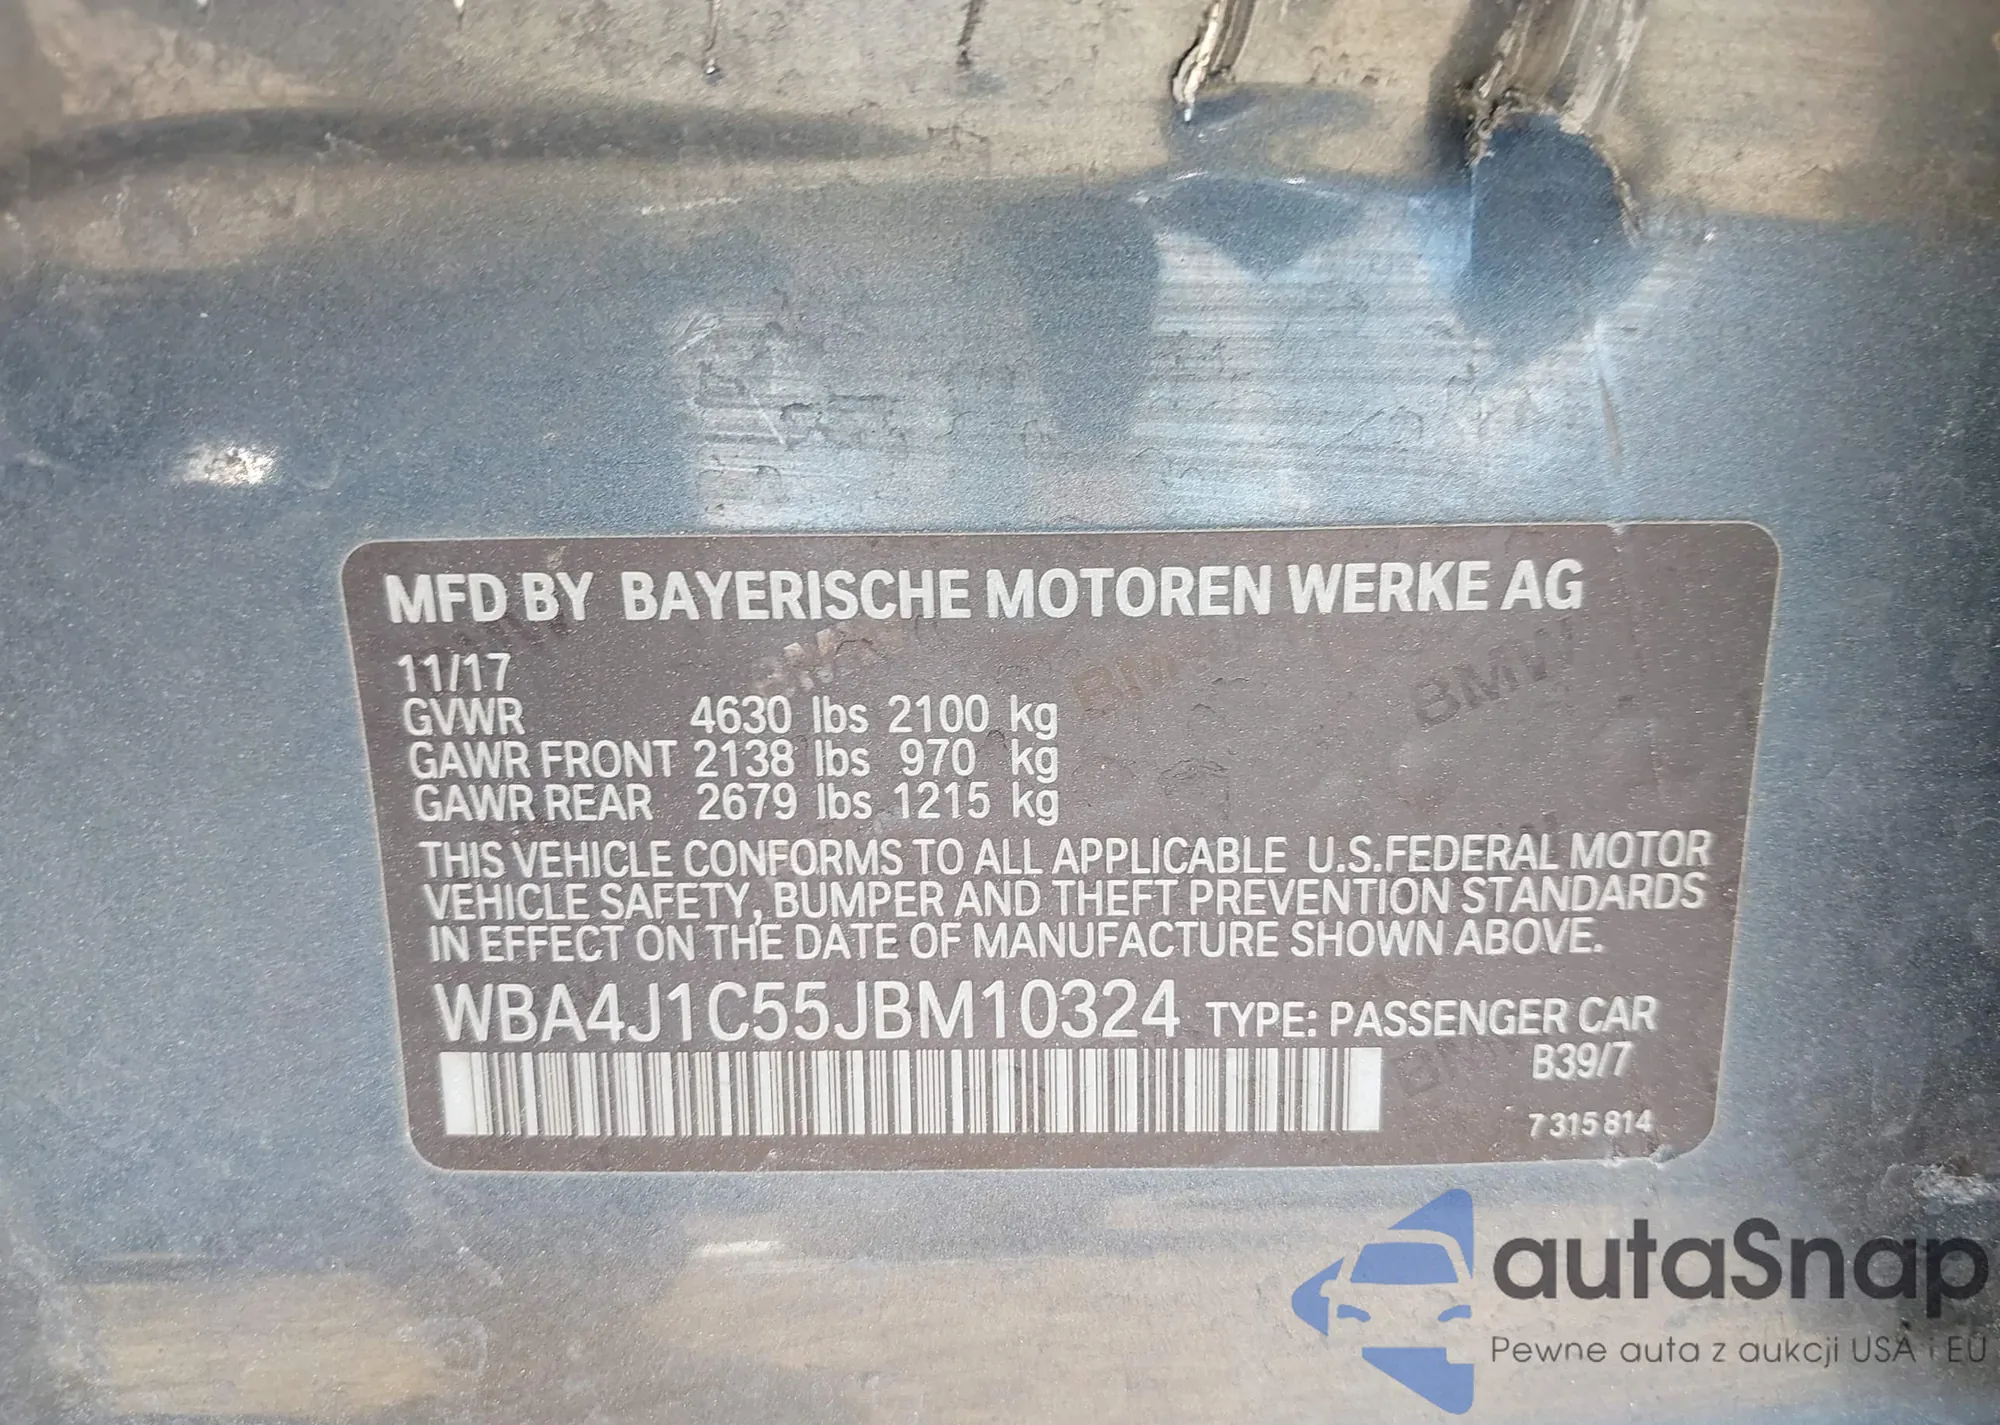 MFD BY BAYERISCHE MOTOREN WERKE AG
11/17
GVWR 4630 lbs 2100 kg
GAWR FRONT 2138 lbs 970 kg
GAWR REAR 2679 lbs 1215 kg
THIS VEHICLE CONFORMS TO ALL APPLICABLE U.S.FEDERAL MOTOR
VEHICLE SAFETY, BUMPER AND THEFT PREVENTION STANDARDS
IN EFFECT ON THE DATE OF MANUFACTURE SHOWN ABOVE.
WBA4J1C55JBM10324 TYPE: PASSENGER CAR
B39/7
7 315 814
autaSnap
Pewne auta z aukcji USA i EU